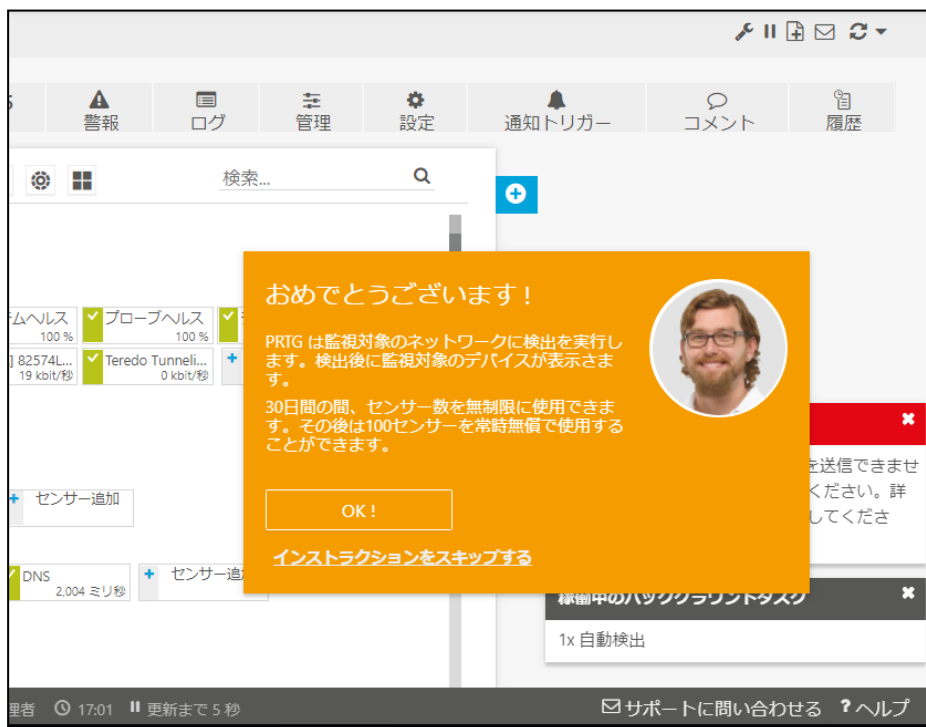 警報
ログ
管理
設定
通知トリガー
コメント
履歴
検索...
おめでとうございます!
PRTG は監視対象のネットワークに検出を実行し
ます。検出後に監視対象のデバイスが表示さま
す。
30日間の間、センサー数を無制限に使用できま
す。その後は100センサーを常時無償で使用する
ことができます。
OK !
インストラクションをスキップする
ムヘルス
100 %
プローブヘルス
100 %
] 82574L...
19 kbit/秒
Teredo Tunneli...
0 kbit/秒
センサー追加
DNS
2,004 ミリ秒
センサー追
を送信できませ
ください。詳
してくださ
稼働中のバックグラウンドタスク
1x 自動検出
理者
17:01
更新まで 5 秒
サポートに問い合わせる
? ヘルプ